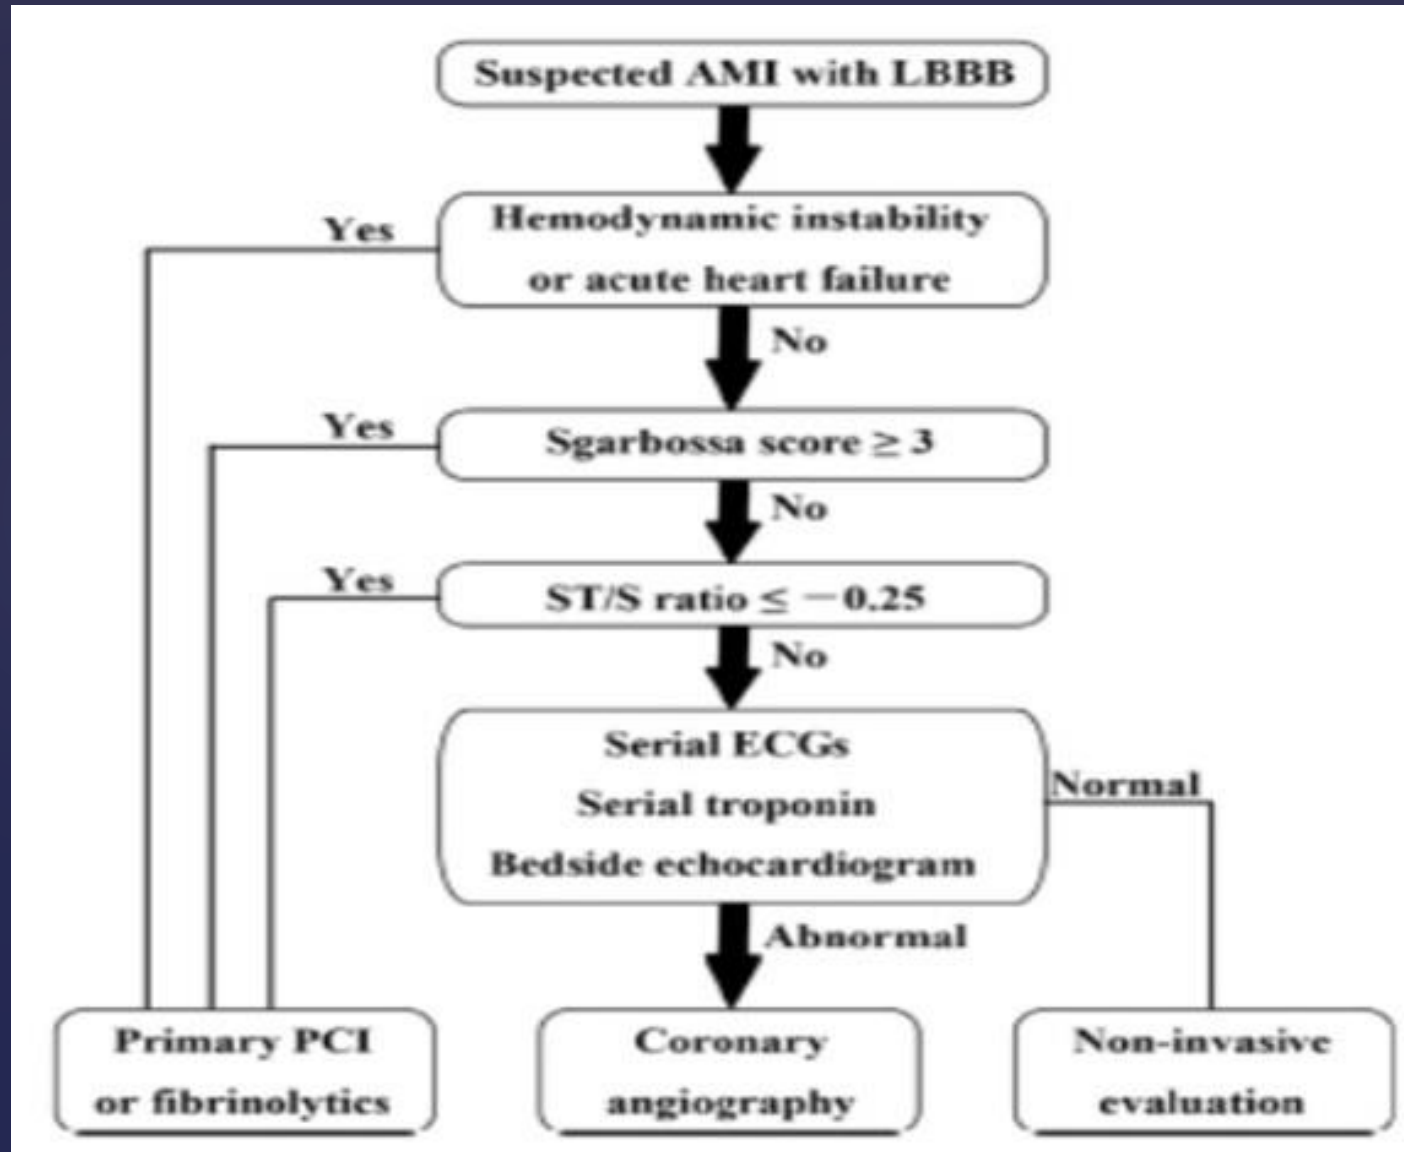 Suspected AMI with LBBB
Yes
Hemodynamic instability
or acute heart failure
No
Yes
Sgarbossa score ≥ 3
No
Yes
ST/S ratio ≤ −0.25
No
Serial ECGs
Serial troponin
Bedside echocardiogram
Normal
Abnormal
Primary PCI
or fibrinolytics
Coronary
angiography
Non-invasive
evaluation